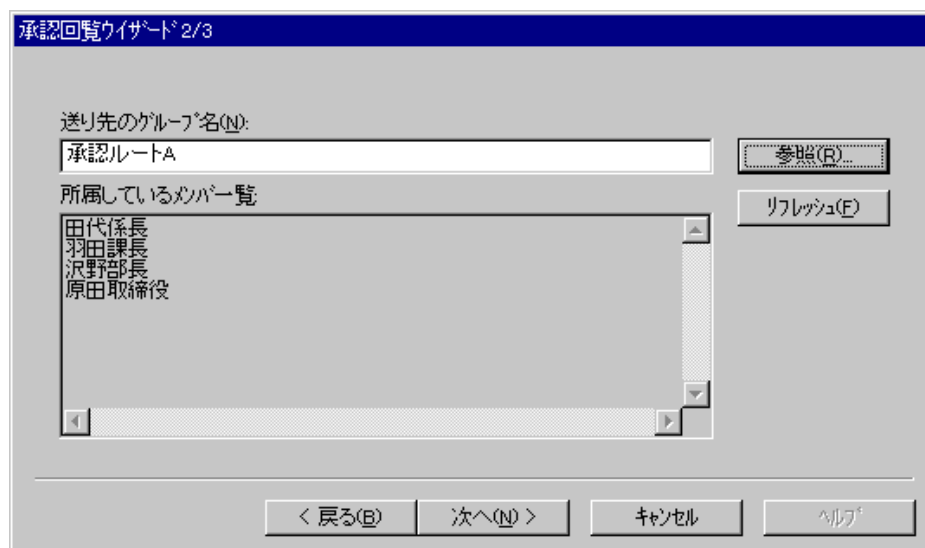 承認回覧ウィザード2/3
送り先のグループ名(N):
承認ルートA
参照(R)...
所属しているメンバ一覧
リフレッシュ(F)
田代係長
羽田課長
沢野部長
原田取締役
< 戻る(B)
次へ(N) >
キャンセル
ヘルプ